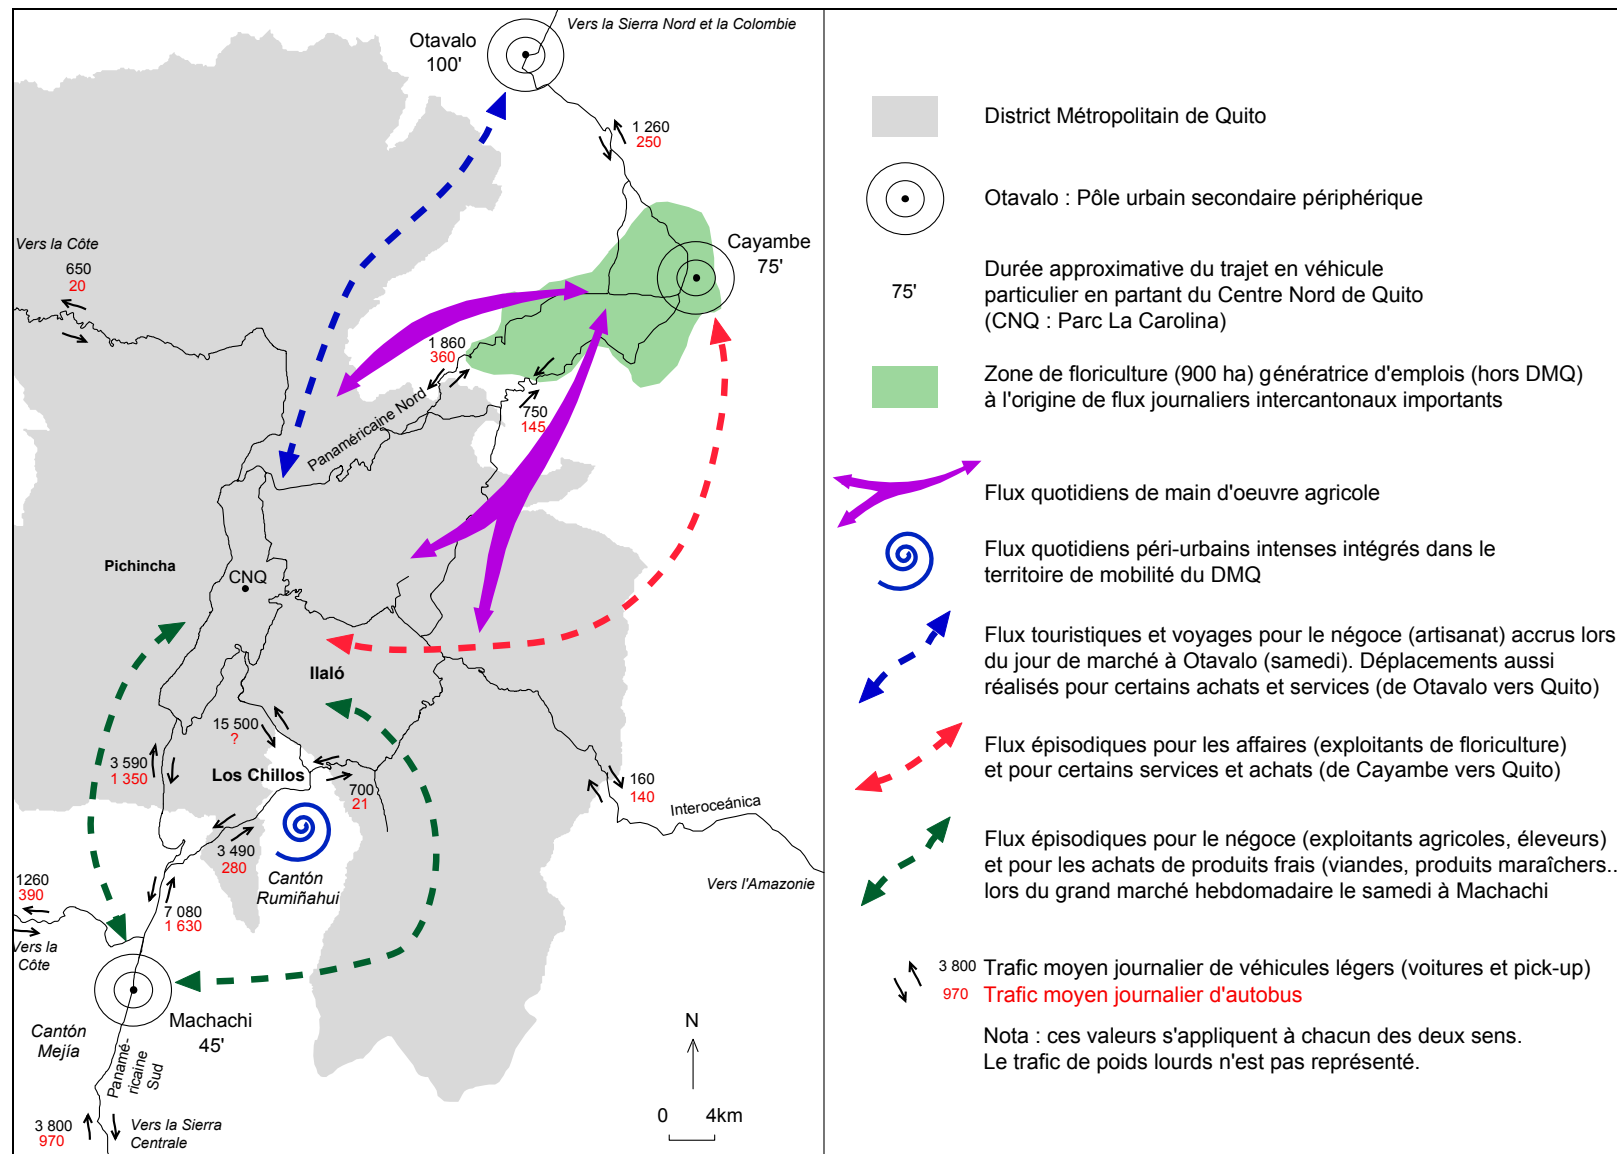 Vers la Sierra Nord et la Colombie
Otavalo
100'
1 260
250
Cayambe
75'
Vers la Côte
650
20
1 860
360
750
145
Panaméricaine Nord
Pichincha
CNQ
Ilaló
15 500
?
3 590
1 350
Los Chillos
700
21
160
140
Interoceánica
3 490
280
Cantón
Rumiñahui
Vers l'Amazonie
1260
390
7 080
1 630
Vers la
Côte
Machachi
45'
Cantón
Mejía
Panamé-
ricaine
Sud
N
0 4km
3 800
970
Vers la Sierra
Centrale
District Métropolitain de Quito
Otavalo : Pôle urbain secondaire périphérique
75'
Durée approximative du trajet en véhicule
particulier en partant du Centre Nord de Quito
(CNQ : Parc La Carolina)
Zone de floriculture (900 ha) génératrice d'emplois (hors DMQ)
à l'origine de flux journaliers intercantonaux importants
Flux quotidiens de main d'oeuvre agricole
Flux quotidiens péri-urbains intenses intégrés dans le
territoire de mobilité du DMQ
Flux touristiques et voyages pour le négoce (artisanat) accrus lors
du jour de marché à Otavalo (samedi). Déplacements aussi
réalisés pour certains achats et services (de Otavalo vers Quito)
Flux épisodiques pour les affaires (exploitants de floriculture)
et pour certains services et achats (de Cayambe vers Quito)
Flux épisodiques pour le négoce (exploitants agricoles, éleveurs)
et pour les achats de produits frais (viandes, produits maraîchers..
lors du grand marché hebdomadaire le samedi à Machachi
3 800 Trafic moyen journalier de véhicules légers (voitures et pick-up)
970 Trafic moyen journalier d'autobus
Nota : ces valeurs s'appliquent à chacun des deux sens.
Le trafic de poids lourds n'est pas représenté.